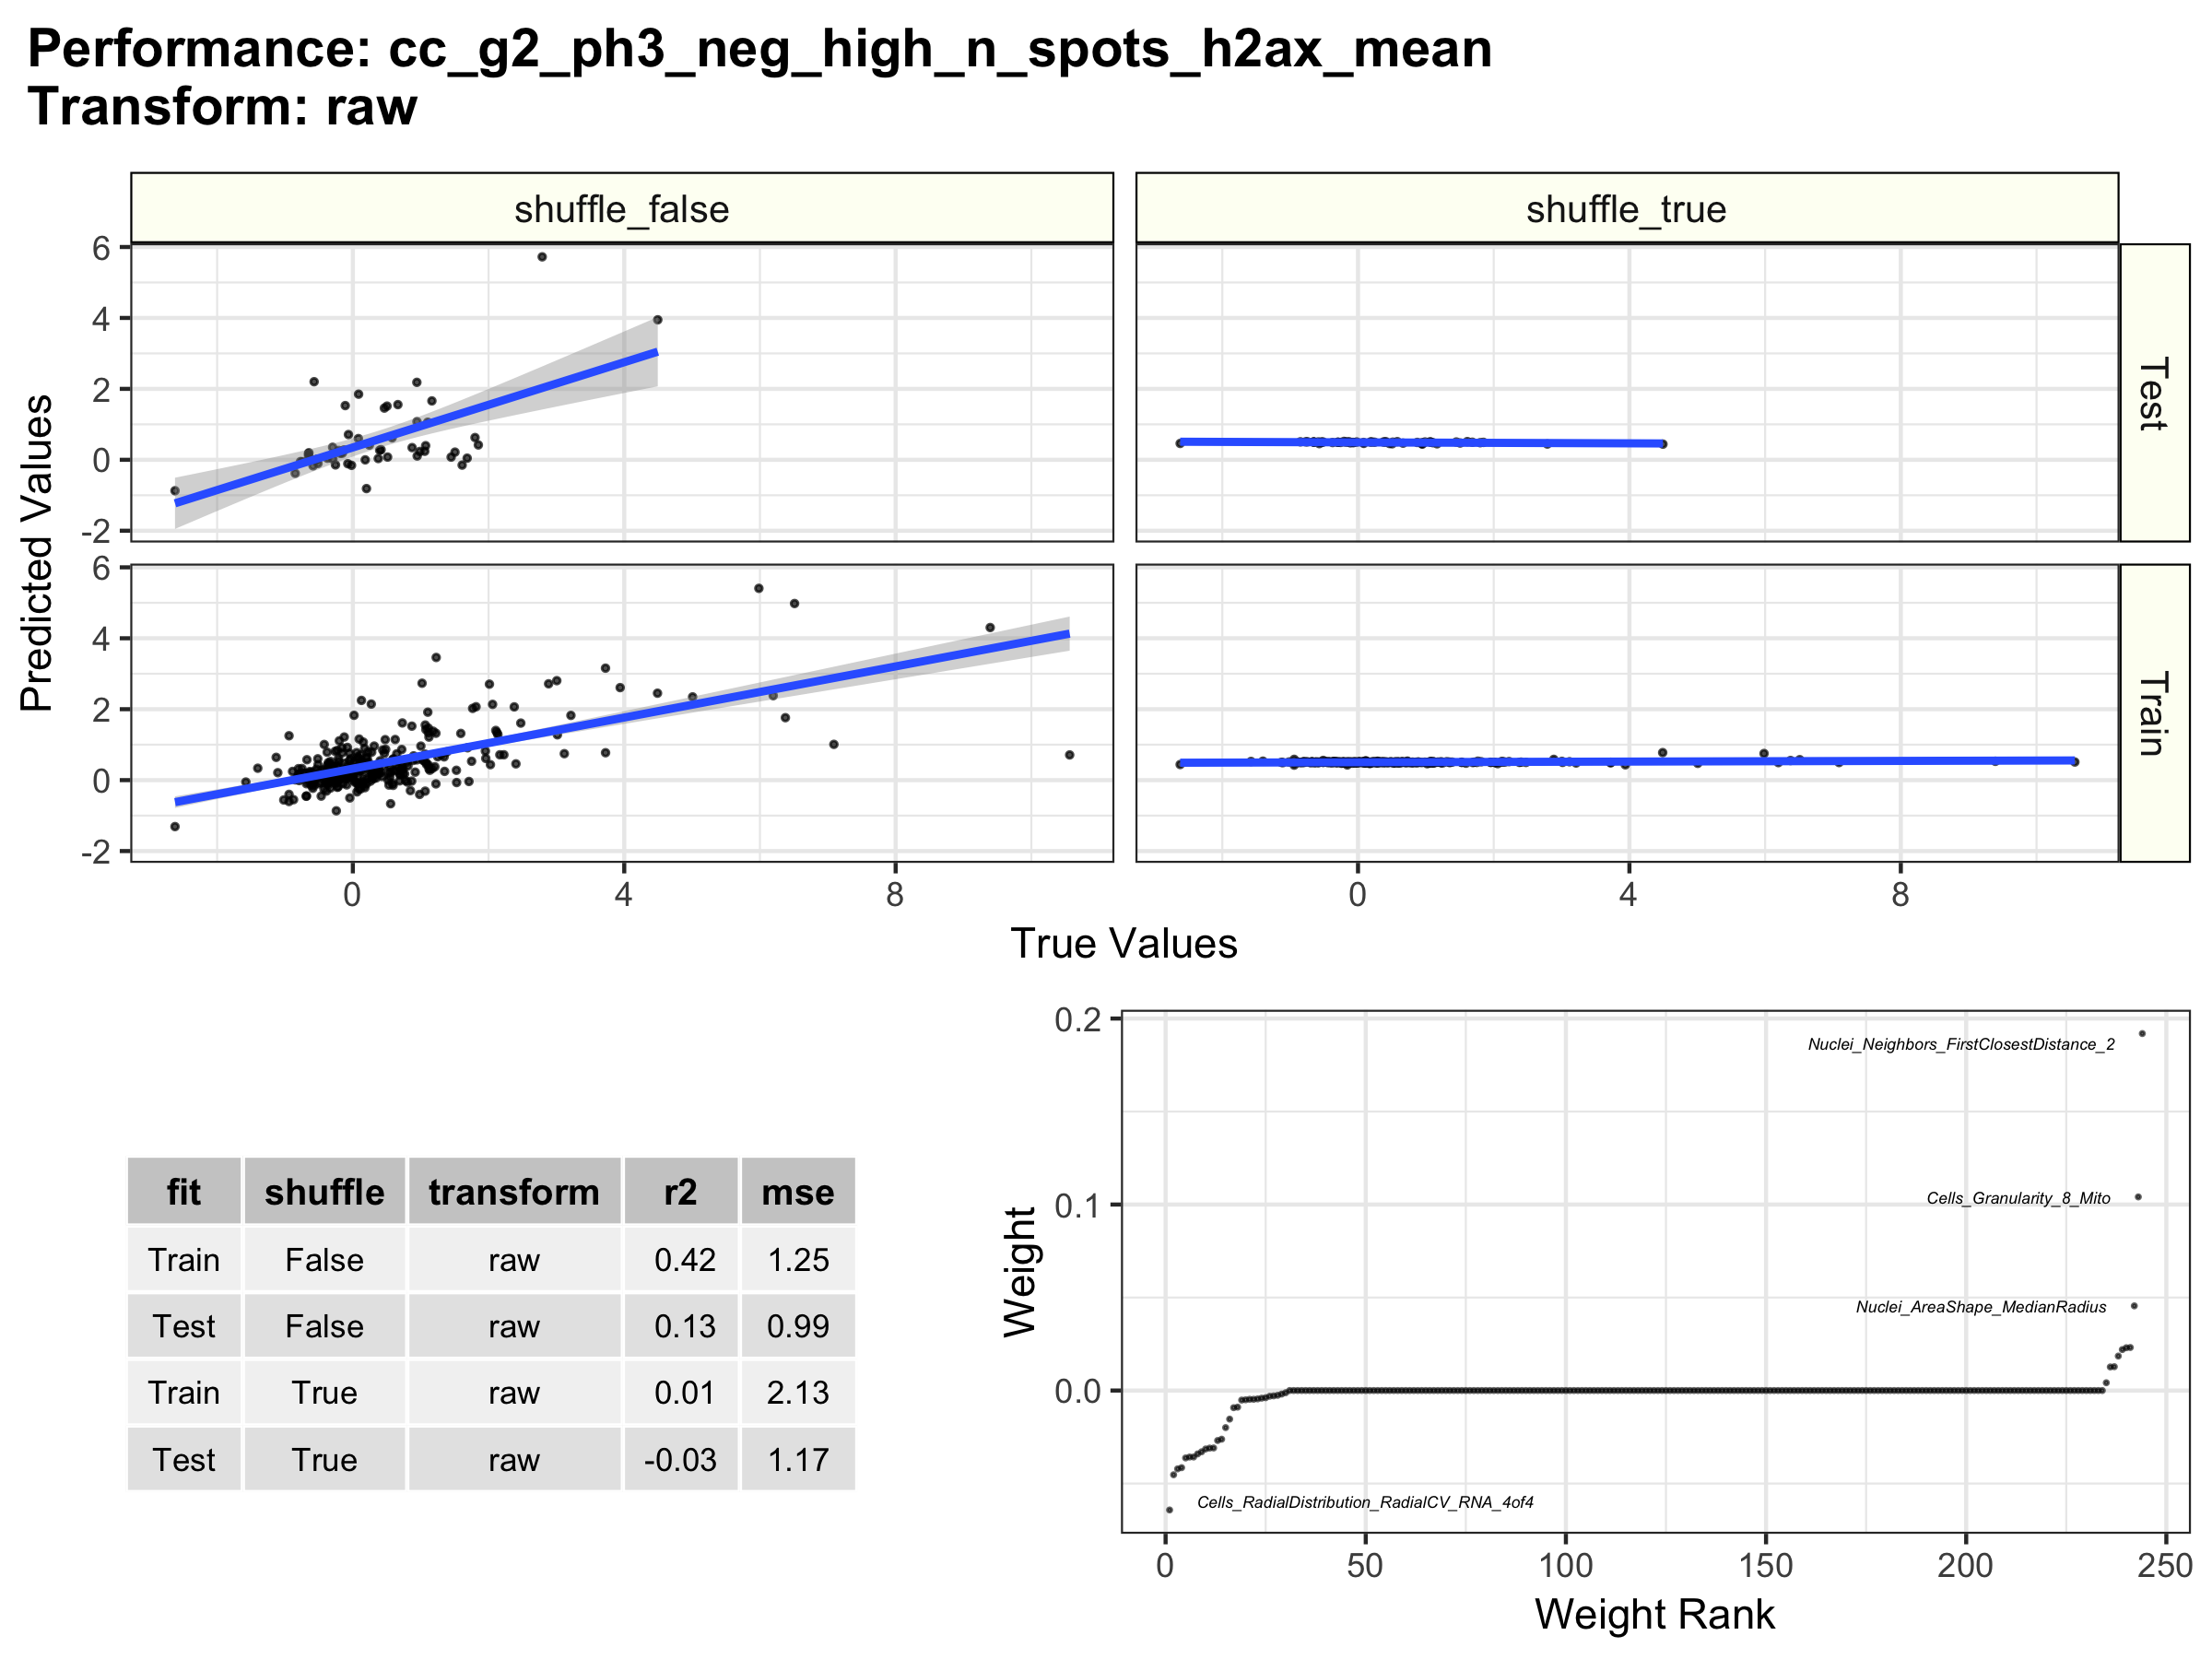 Performance: cc_g2_ph3_neg_high_n_spots_h2ax_mean
Transform: raw
shuffle_false
shuffle_true
6
4
2
0
-2
Test
6
4
2
0
-2
Train
Predicted Values
0
4
8
0
4
8
True Values
fit shuffle transform r2 mse
Train False raw 0.42 1.25
Test False raw 0.13 0.99
Train True raw 0.01 2.13
Test True raw -0.03 1.17
0.2
0.1
0.0
Weight
Nuclei_Neighbors_FirstClosestDistance_2
Cells_Granularity_8_Mito
Nuclei_AreaShape_MedianRadius
Cells_RadialDistribution_RadialCV_RNA_4of4
0
50
100
150
200
250
Weight Rank